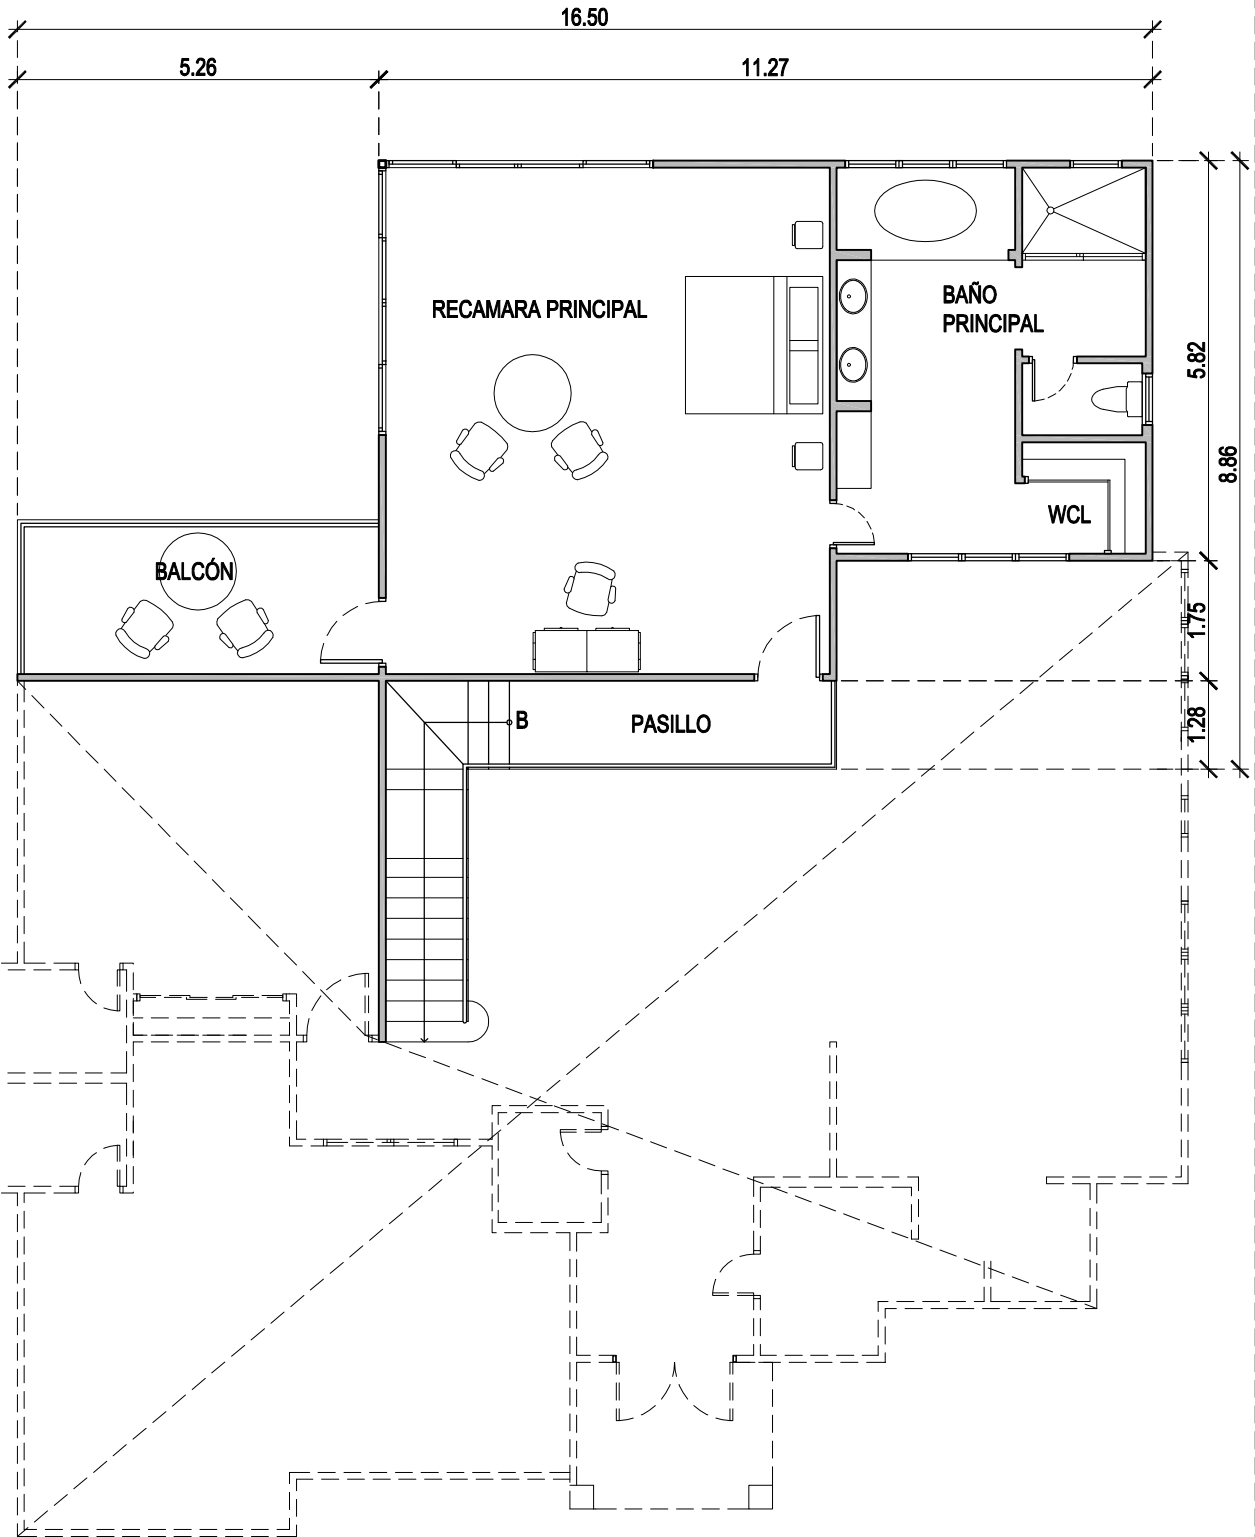 16.50
5.26
11.27
RECAMARA PRINCIPAL
BAÑO
PRINCIPAL
5.82
8.86
WCL
BALCÓN
1.75
B
PASILLO
1.28